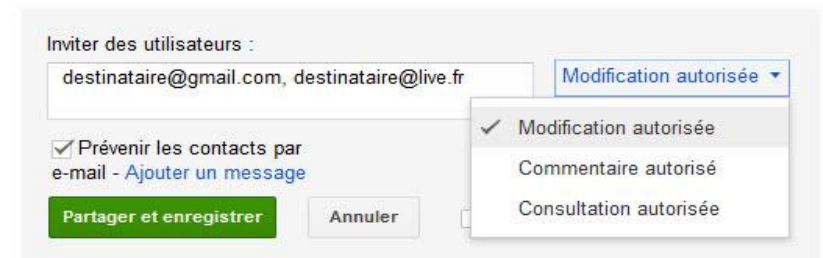 Inviter des utilisateurs :
destinataire@gmail.com, destinataire@live.fr
Modification autorisée
Modification autorisée
Prévenir les contacts par
e-mail - Ajouter un message
Commentaire autorisé
Consultation autorisée
Partager et enregistrer
Annuler